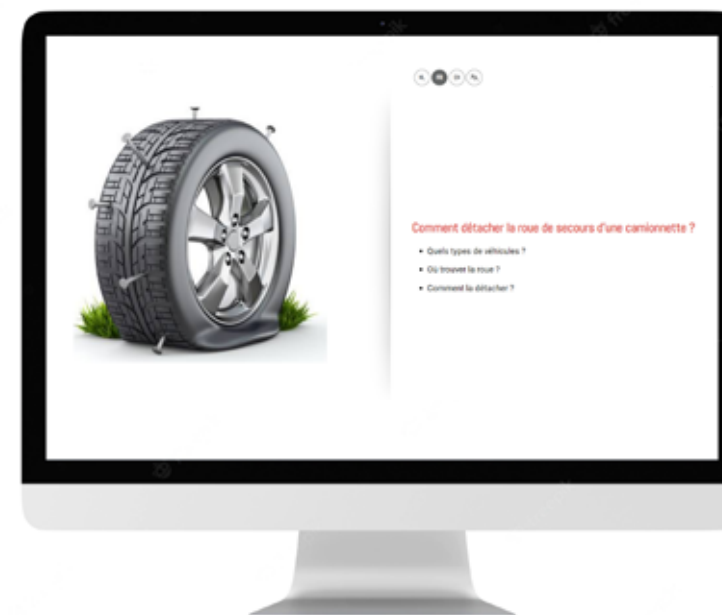 Comment détacher la roue de secours d'une camionnette ?
• Quels types de véhicules ?
• Où trouver la roue ?
• Comment la détacher ?